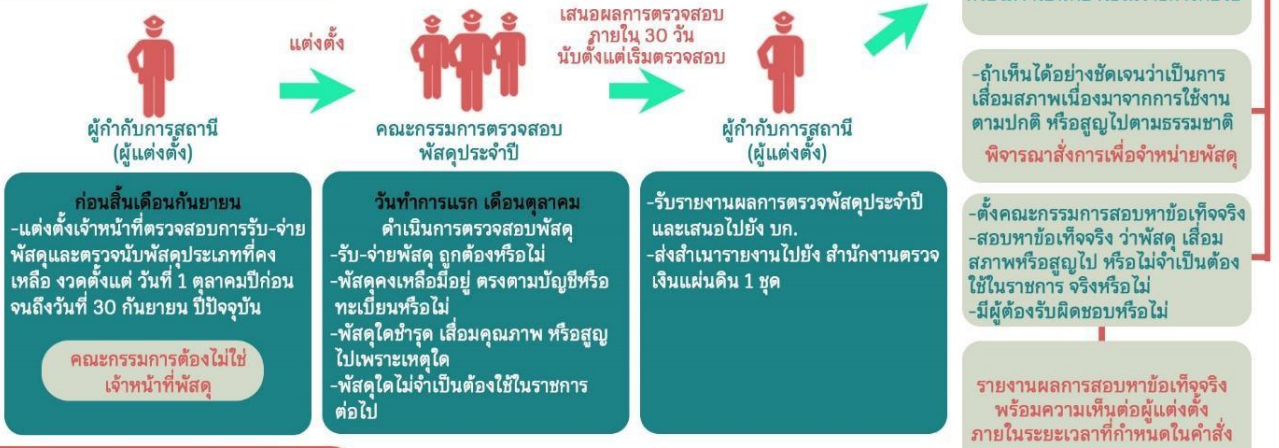 แต่งตั้ง
เสนอผลการตรวจสอบ
ภายใน 30 วัน
นับตั้งแต่เริ่มตรวจสอบ
ผู้กำกับการสถานี
(ผู้แต่งตั้ง)
คณะกรรมการตรวจสอบ
พัสดุประจำปี
ผู้กำกับการสถานี
(ผู้แต่งตั้ง)
ก่อนสิ้นเดือนกันยายน
-แต่งตั้งเจ้าหน้าที่ตรวจสอบการรับ-จ่าย
พัสดุและตรวจนับพัสดุประเภทที่คง
เหลือ งวดตั้งแต่ วันที่ 1 ตุลาคมปีก่อน
จนถึงวันที่ 30 กันยายน ปีปัจจุบัน
คณะกรรมการต้องไม่ใช่
เจ้าหน้าที่พัสดุ
วันทำการแรก เดือนตุลาคม
ดำเนินการตรวจสอบพัสดุ
-รับ-จ่ายพัสดุ ถูกต้องหรือไม่
-พัสดุคงเหลือมีอยู่ ตรงตามบัญชีหรือ
ทะเบียนหรือไม่
-พัสดุใดชำรุด เสื่อมคุณภาพ หรือสูญ
ไปเพราะเหตุใด
-พัสดุใดไม่จำเป็นต้องใช้ในราชการ
ต่อไป
-รับรายงานผลการตรวจพัสดุประจำปี
และเสนอไปยัง บก.
-ส่งสำเนารายงานไปยัง สำนักงานตรวจ
เงินแผ่นดิน 1 ชุด
-ถ้าเห็นได้อย่างชัดเจนว่าเป็นการ
เสื่อมสภาพเนื่องมาจากการใช้งาน
ตามปกติ หรือสูญไปตามธรรมชาติ
พิจารณาสั่งการเพื่อจำหน่ายพัสดุ
-ตั้งคณะกรรมการสอบหาข้อเท็จจริง
-สอบหาข้อเท็จจริง ว่าพัสดุ เสื่อม
สภาพหรือสูญไป หรือไม่จำเป็นต้อง
ใช้ในราชการ จริงหรือไม่
-มีผู้ต้องรับผิดชอบหรือไม่
รายงานผลการสอบหาข้อเท็จจริง
พร้อมความเห็นต่อผู้แต่งตั้ง
ภายในระยะเวลาที่กำหนดในคำสั่ง